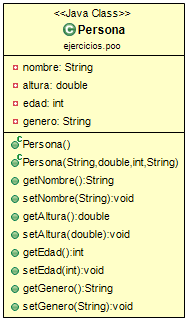 <<Java Class>>
Persona
ejercicios.poo
nombre: String
altura: double
edad: int
genero: String
Persona()
Persona(String,double,int,String)
getNombre():String
setNombre(String):void
getAltura():double
setAltura(double):void
getEdad():int
setEdad(int):void
getGenero():String
setGenero(String):void